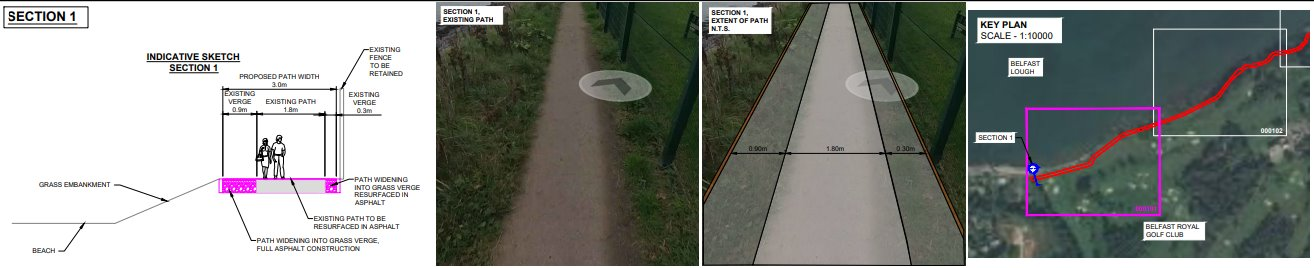 SECTION 1
INDICATIVE SKETCH
SECTION 1
EXISTING
FENCE
TO BE
RETAINED
PROPOSED PATH WIDTH
3.0m
EXISTING
VERGE
0.9m
EXISTING PATH
1.8m
EXISTING
VERGE
0.3m
GRASS EMBANKMENT
BEACH
PATH WIDENING
INTO GRASS VERGE
RESURFACED IN
ASPHALT
EXISTING PATH TO BE
RESURFACED IN ASPHALT
PATH WIDENING INTO GRASS VERGE,
FULL ASPHALT CONSTRUCTION
SECTION 1,
EXISTING PATH
SECTION 1,
EXTENT OF PATH
N.T.S.
0.90m
1.80m
0.30m
KEY PLAN
SCALE - 1:10000
BELFAST
LOUGH
000102
SECTION 1
000101
BELFAST ROYAL
GOLF CLUB